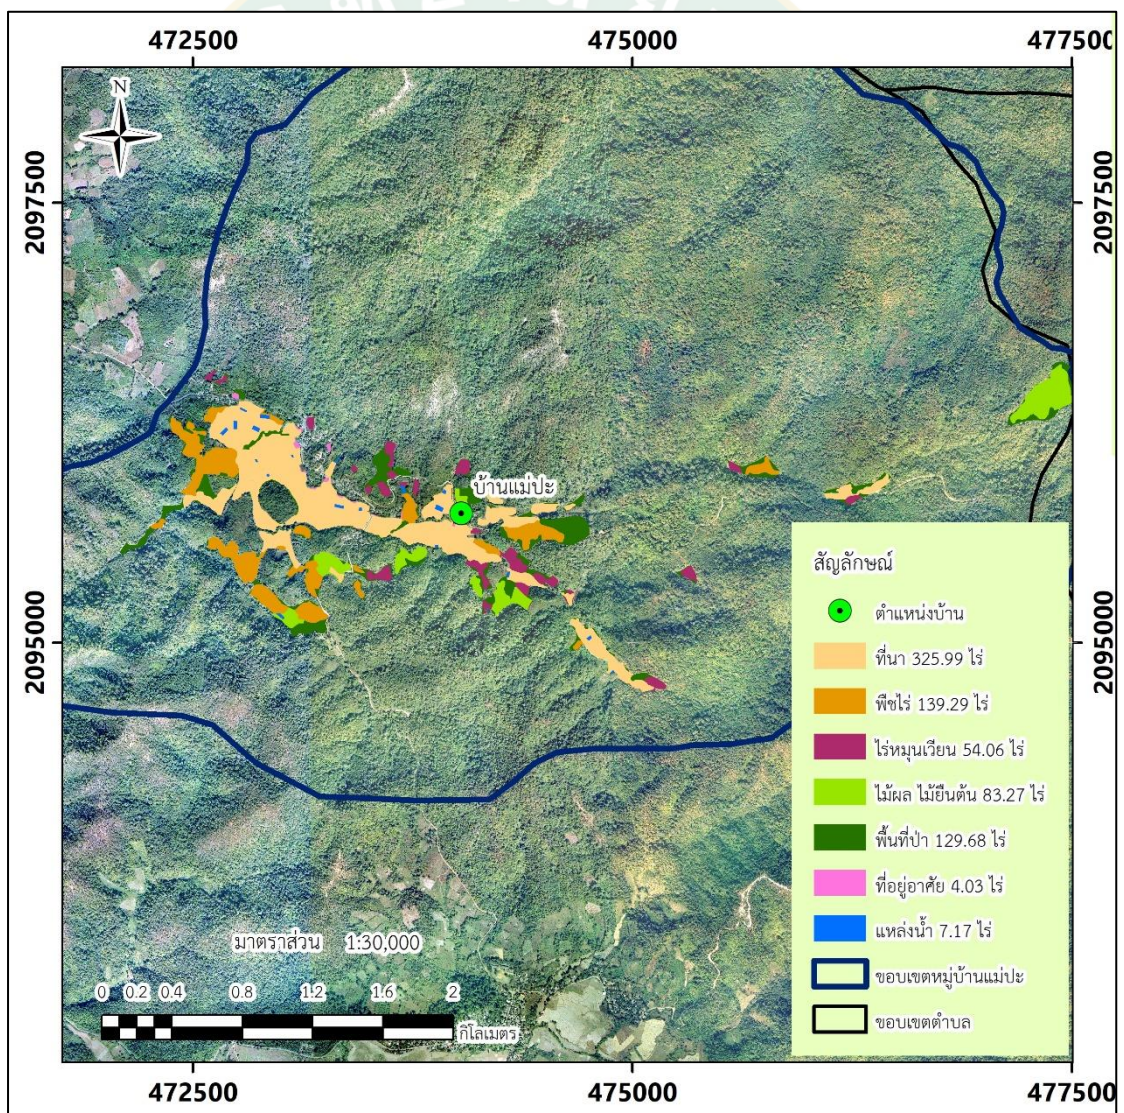 472500 475000 477500
N
2097500 2097500
บ้านแม่ปะ
สัญลักษณ์
ตำแหน่งบ้าน
ที่นา 325.99 ไร่
พืชไร่ 139.29 ไร่
ไร่หมุนเวียน 54.06 ไร่
ไม้ผล ไม้ยืนต้น 83.27 ไร่
พื้นที่ป่า 129.68 ไร่
ที่อยู่อาศัย 4.03 ไร่
แหล่งน้ำ 7.17 ไร่
ขอบเขตหมู่บ้านแม่ปะ
ขอบเขตตำบล
2095000 2095000
มาตราส่วน 1:30,000
0 0.2 0.4 0.8 1.2 1.6 2
กิโลเมตร
472500 475000 477500